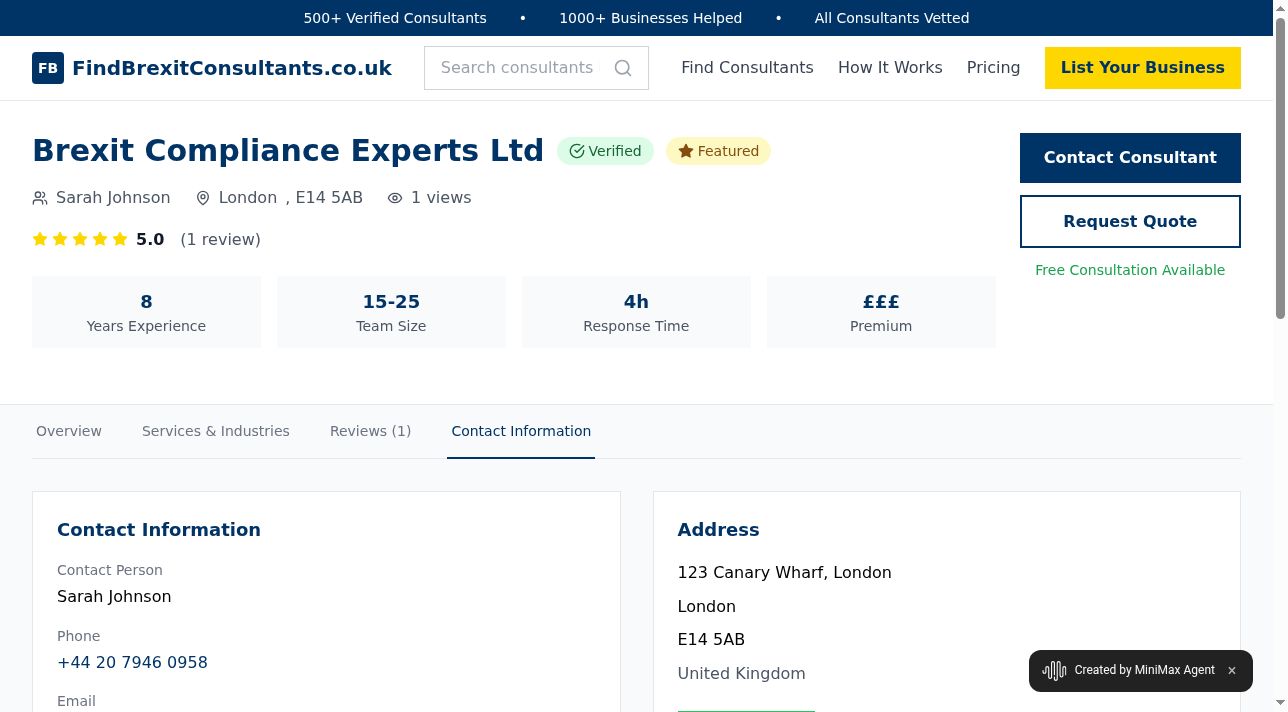 500+ Verified Consultants • 1000+ Businesses Helped • All Consultants Vetted
FB FindBrexitConsultants.co.uk Search consultants Find Consultants How It Works Pricing List Your Business
Brexit Compliance Experts Ltd Verified Featured
Contact Consultant
Sarah Johnson London , E14 5AB 1 views
Request Quote
5.0 (1 review)
Free Consultation Available
8 15-25 4h £££
Years Experience Team Size Response Time Premium
Overview Services & Industries Reviews (1) Contact Information
Contact Information
Contact Person
Sarah Johnson
Phone
+44 20 7946 0958
Email
Address
123 Canary Wharf, London
London
E14 5AB
United Kingdom
Created by MiniMax Agent ×